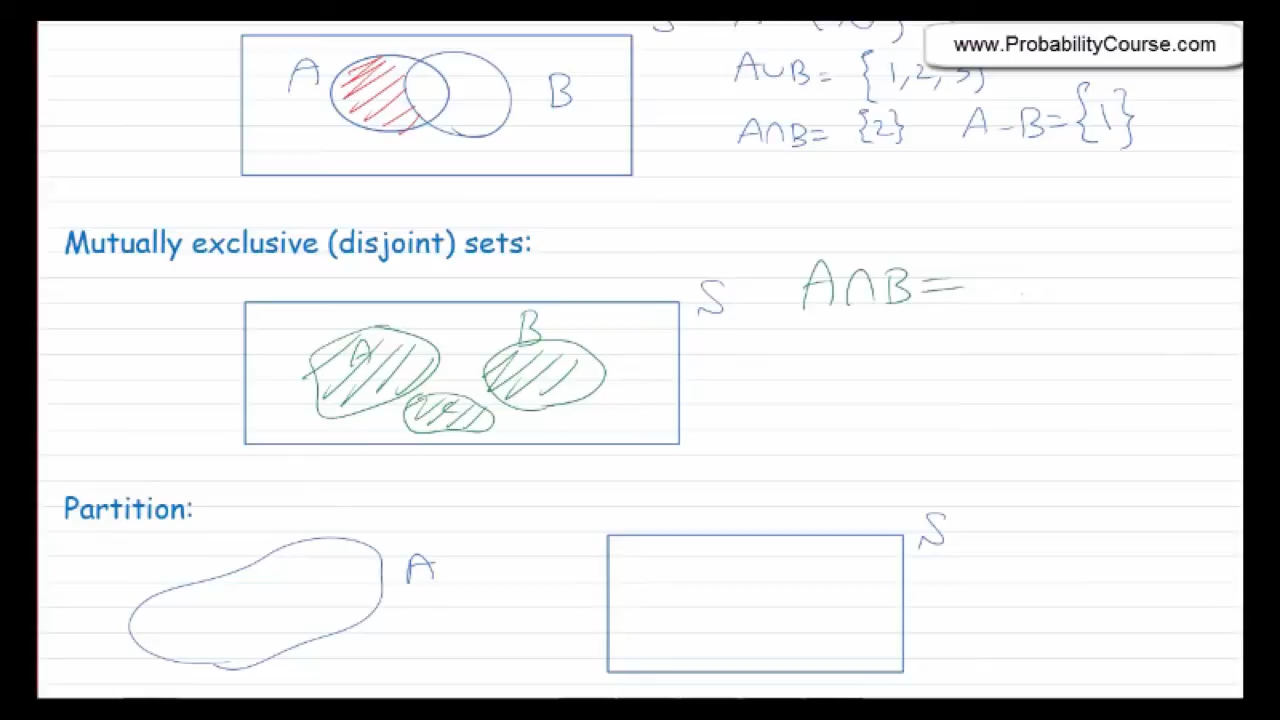 www.ProbabilityCourse.com
A B
A∪B = {1,2,3}
A∩B = {2} A-B={1}
Mutually exclusive (disjoint) sets:
S A∩B=
A B
Partition:
A S